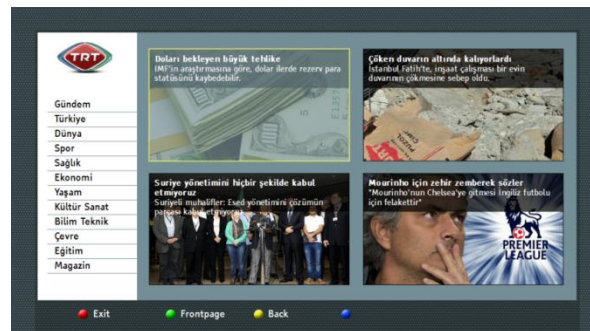 TRT
Gündem
Türkiye
Dünya
Spor
Sağlık
Ekonomi
Yaşam
Kültür Sanat
Bilim Teknik
Çevre
Eğitim
Magazin
Doları bekleyen büyük tehlike
IMF'in araştırmasına göre, dolar ilerde rezerv para
statüsünü kaybedebilir.
Çöken duvarın altında kalıyorlardı
İstanbul Fatih'te, inşaat çalışması bir evin
duvarının çökmesine sebep oldu.
Suriye yönetimini hiçbir şekilde kabul
etmiyoruz
Suriyeli muhalifler: Esed yönetimini çözümün
parçası kabul etmiyoruz
Mourinho için zehir zemberek sözler
"Mourinho'nun Chelsea'ye gitmesi İngiliz futbolu
için felakettir"
PREMIER
LEAGUE
Exit
Frontpage
Back